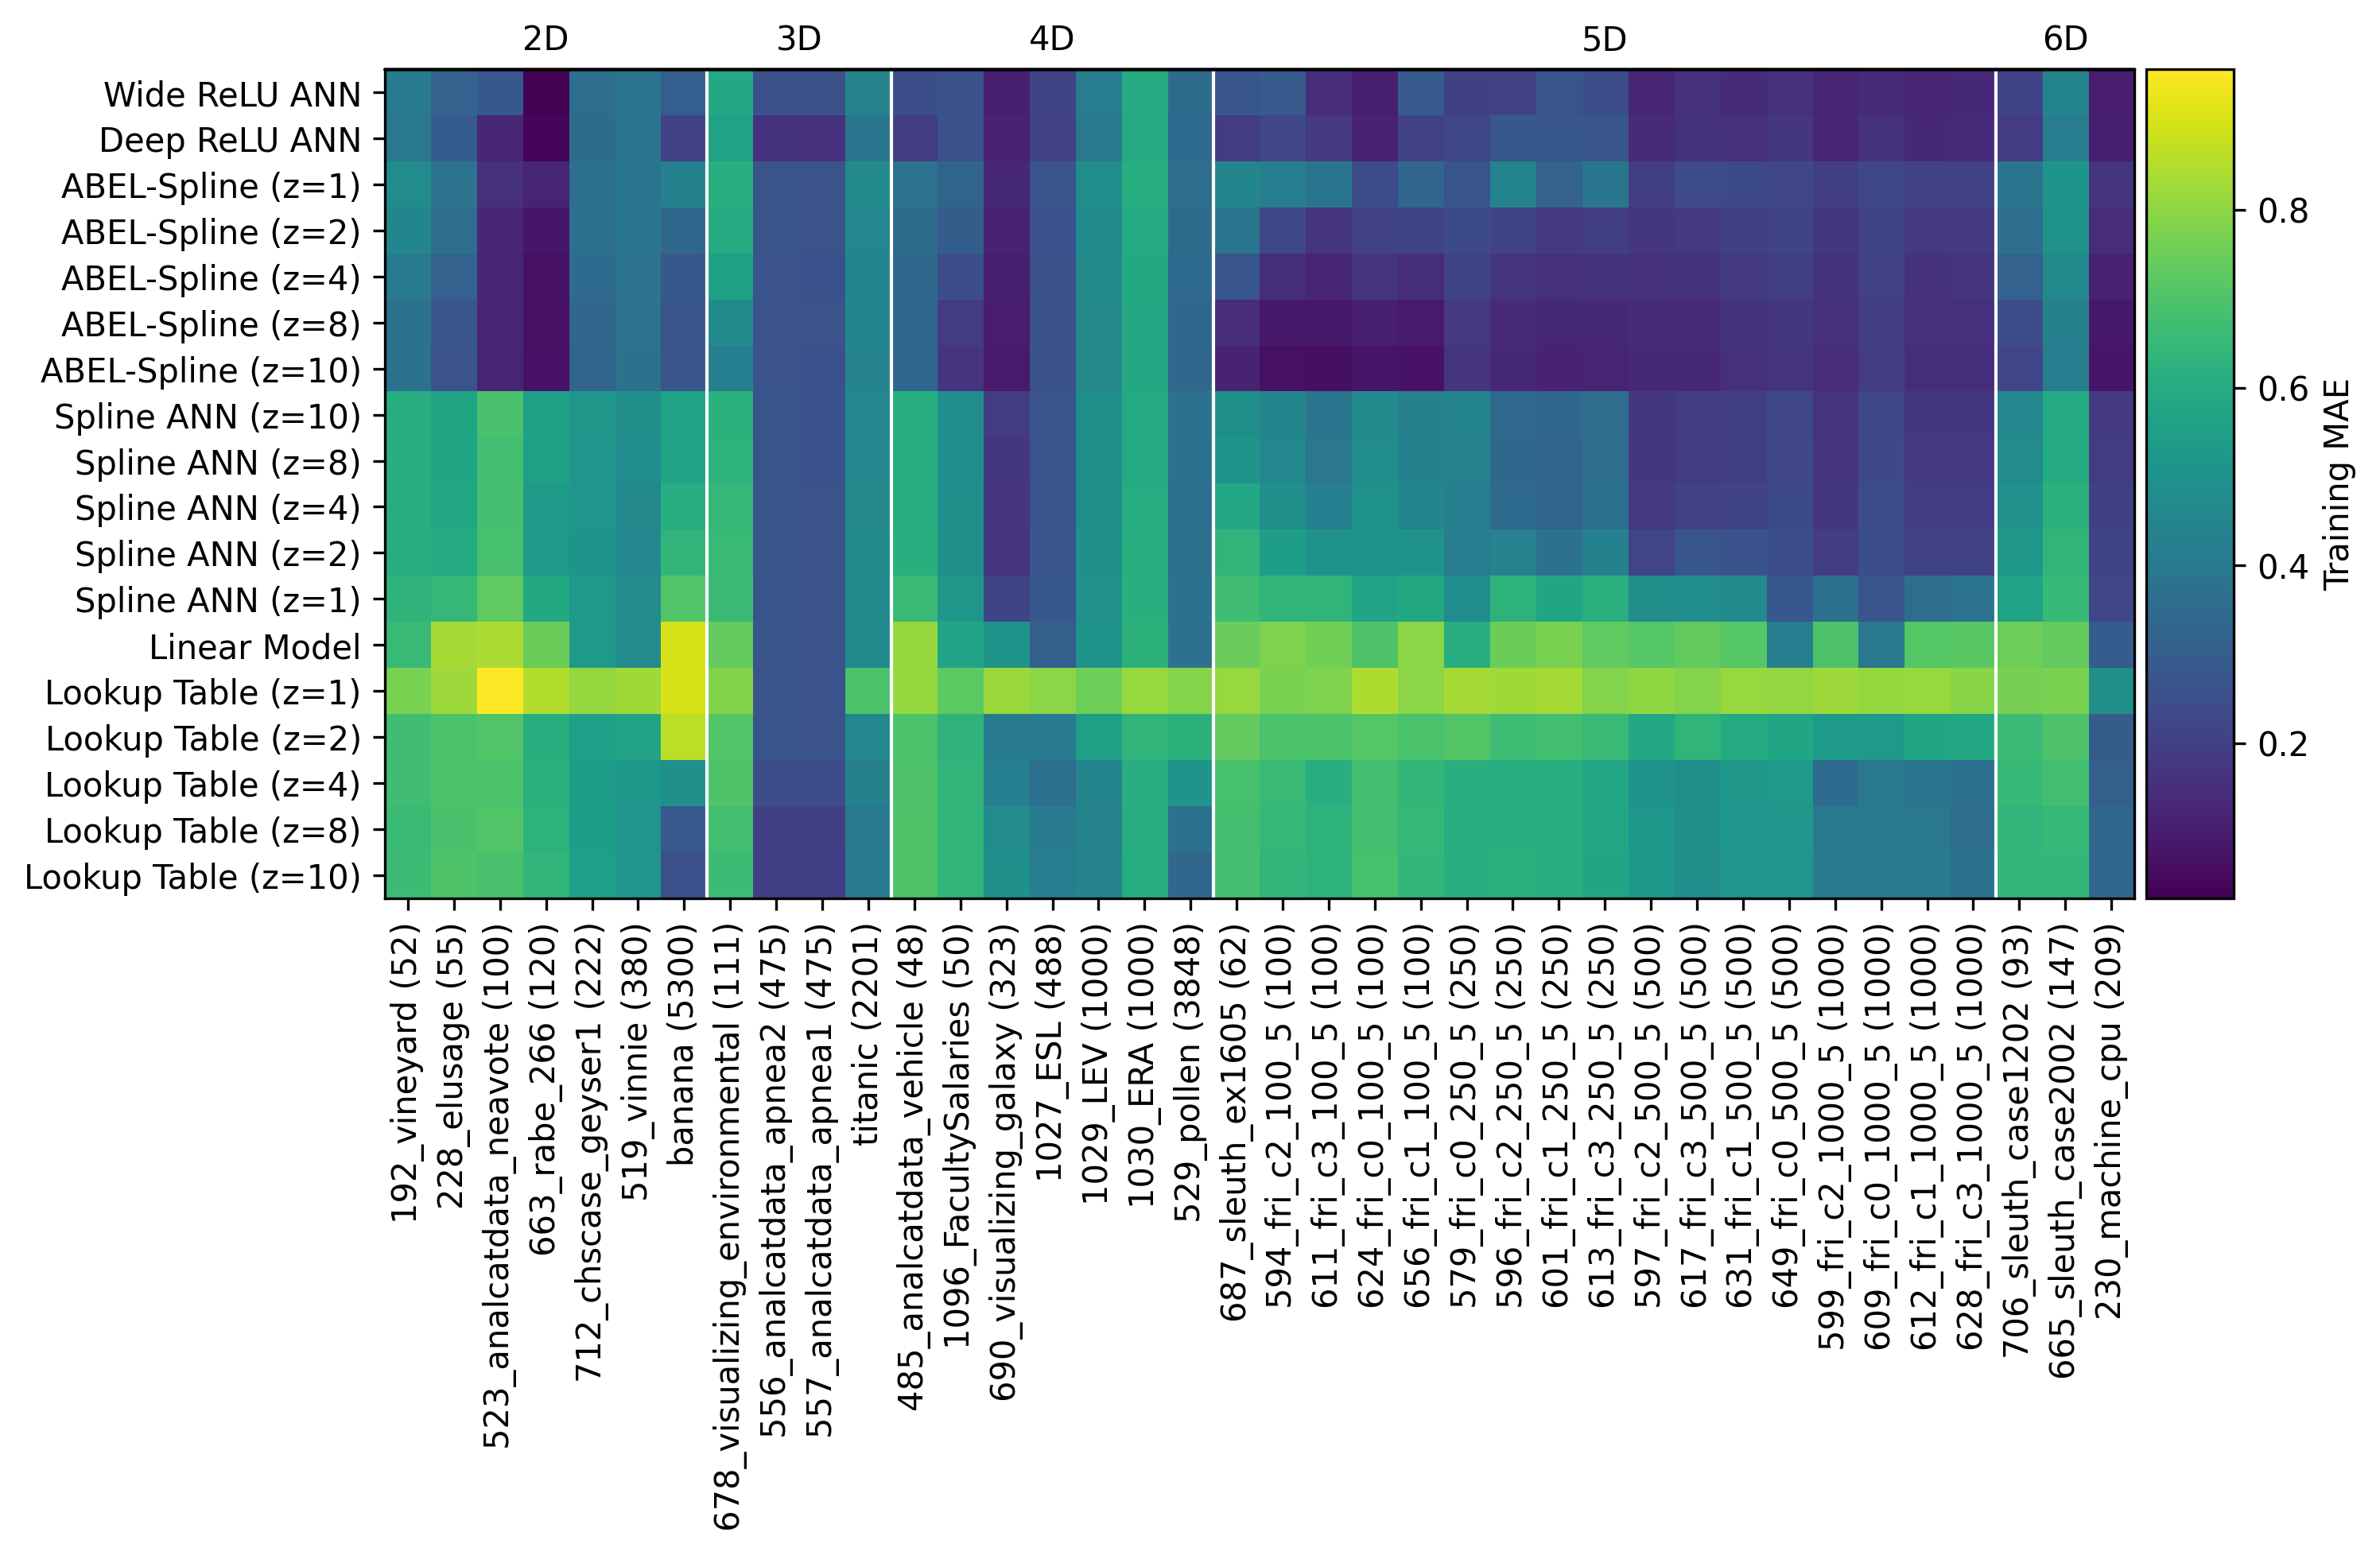 2D 3D 4D 5D 6D
Wide ReLU ANN
Deep ReLU ANN
ABEL-Spline (z=1)
ABEL-Spline (z=2)
ABEL-Spline (z=4)
ABEL-Spline (z=8)
ABEL-Spline (z=10)
Spline ANN (z=10)
Spline ANN (z=8)
Spline ANN (z=4)
Spline ANN (z=2)
Spline ANN (z=1)
Linear Model
Lookup Table (z=1)
Lookup Table (z=2)
Lookup Table (z=4)
Lookup Table (z=8)
Lookup Table (z=10)
192_vineyard (52)
228_elusage (55)
523_analcatdata_neavote (100)
663_rabe_266 (120)
712_chscase_geyser1 (222)
519_vinnie (380)
banana (5300)
678_visualizing_environmental (111)
556_analcatdata_apnea2 (475)
557_analcatdata_apnea1 (475)
titanic (2201)
485_analcatdata_vehicle (48)
1096_FacultySalaries (50)
690_visualizing_galaxy (323)
1027_ESL (488)
1029_LEV (1000)
1030_ERA (1000)
529_pollen (3848)
687_sleuth_ex1605 (62)
594_fri_c2_100_5 (100)
611_fri_c3_100_5 (100)
624_fri_c0_100_5 (100)
656_fri_c1_100_5 (100)
579_fri_c0_250_5 (250)
596_fri_c2_250_5 (250)
601_fri_c1_250_5 (250)
613_fri_c3_250_5 (250)
597_fri_c2_500_5 (500)
617_fri_c3_500_5 (500)
631_fri_c1_500_5 (500)
649_fri_c0_500_5 (500)
599_fri_c2_1000_5 (1000)
609_fri_c0_1000_5 (1000)
612_fri_c1_1000_5 (1000)
628_fri_c3_1000_5 (1000)
706_sleuth_case1202 (93)
665_sleuth_case2002 (147)
230_machine_cpu (209)
0.8
0.6
0.4
0.2
Training MAE